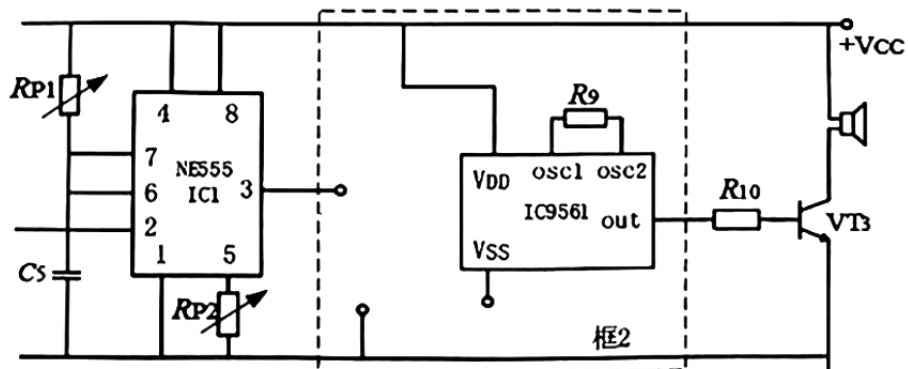 +VCC
RP1
4 8
7
NE555
6
IC1
3
2
1 5
C5
RP2
R9
VDD
osc1 osc2
IC9561
out
VSS
R10
VT3
框2